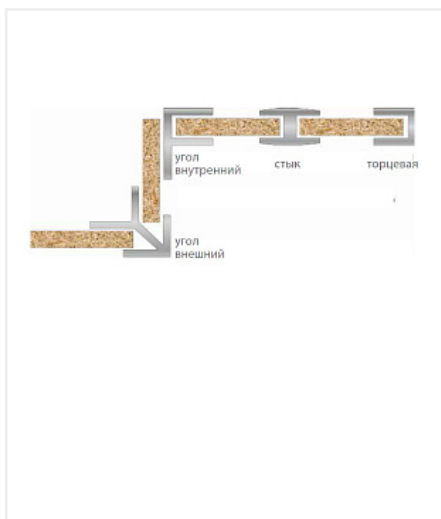 угол
внутренний
стык
торцевая
угол
внешний